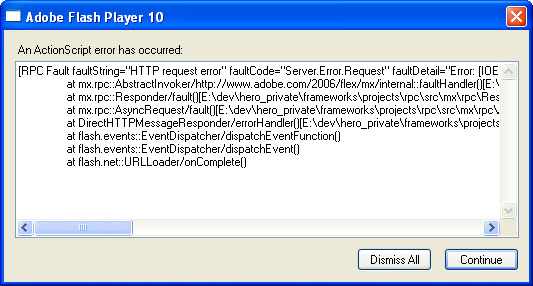 Adobe Flash Player 10
An ActionScript error has occurred:
[RPC Fault faultString="HTTP request error" faultCode="Server.Error.Request" faultDetail="Error: [IOE
at mx.rpc::AbstractInvoker/http://www.adobe.com/2006/flex/mx/internal::faultHandler()[E:\
at mx.rpc::Responder/fault()[E:\dev\hero_private\frameworks\projects\rpc\src\mx\rpc\Res
at mx.rpc::AsyncRequest/fault()[E:\dev\hero_private\frameworks\projects\rpc\src\mx\rpc\
at DirectHTTPMessageResponder/errorHandler()[E:\dev\hero_private\frameworks\projects
at flash.events::EventDispatcher/dispatchEventFunction()
at flash.events::EventDispatcher/dispatchEvent()
at flash.net::URLLoader/onComplete()
Dismiss All
Continue